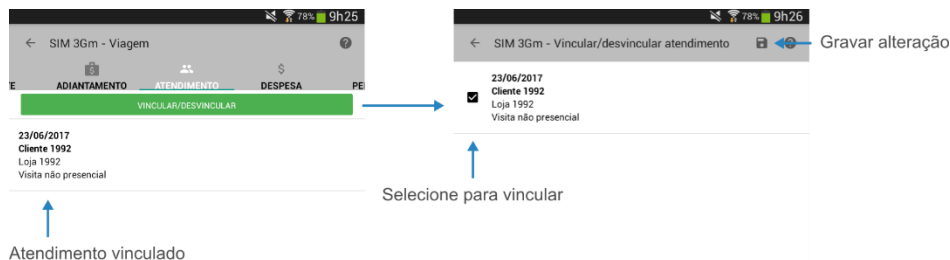 78% 9h25
SIM 3Gm - Viagem
E ADIANTAMENTO ATENDIMENTO DESPESA PE
VINCULAR/DESVINCULAR
23/06/2017
Cliente 1992
Loja 1992
Visita não presencial
Atendimento vinculado
78% 9h26
SIM 3Gm - Vincular/desvincular atendimento
Gravar alteração
23/06/2017
Cliente 1992
Loja 1992
Visita não presencial
Selecione para vincular